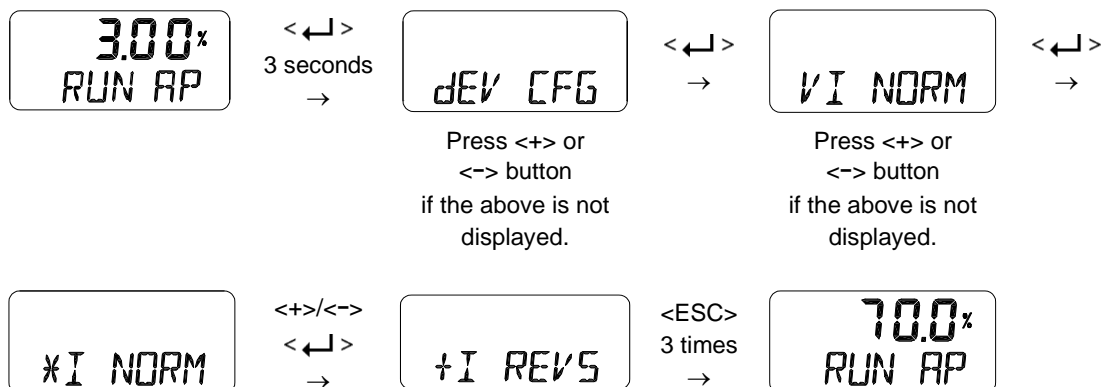 3.00%
RUN AP
< ↵ >
3 seconds
→
dEV CFG
Press <+> or
<-> button
if the above is not
displayed.
< ↵ >
→
VI NORM
Press <+> or
<-> button
if the above is not
displayed.
< ↵ >
→
*I NORM
<+>/<->
< ↵ >
→
+I REVS
<ESC>
3 times
→
70.0%
RUN AP